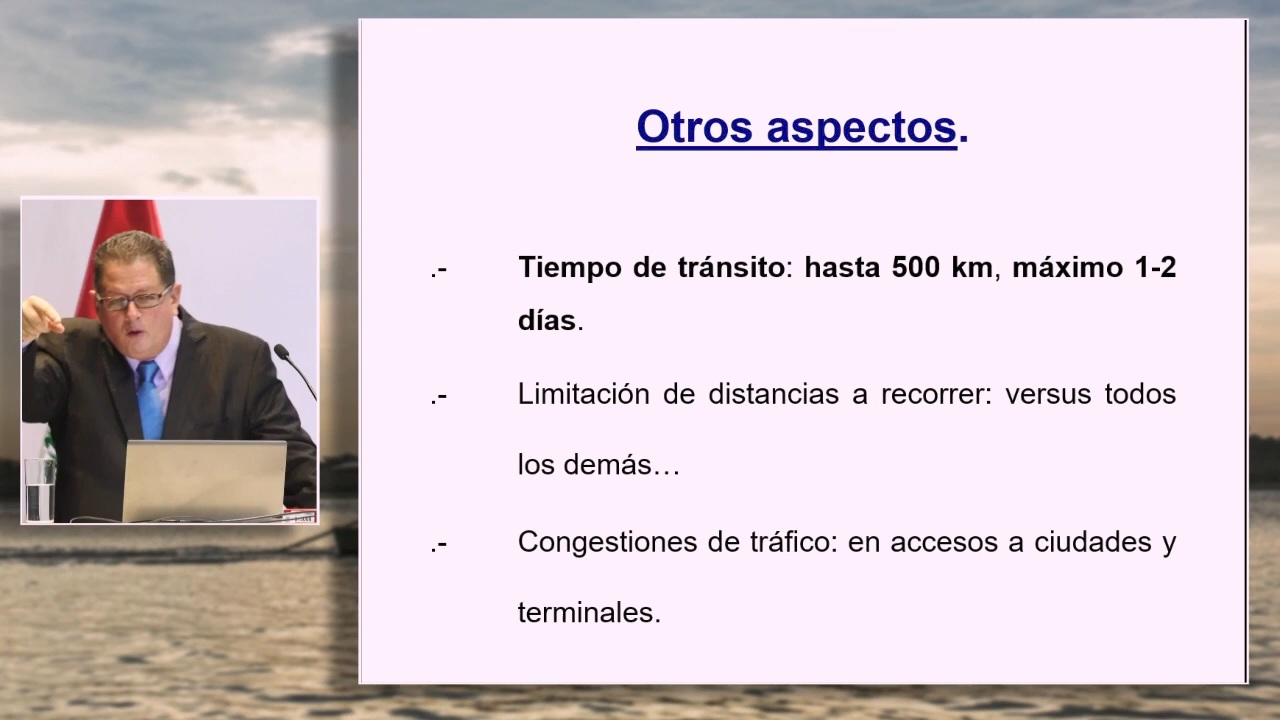 Otros aspectos.
.- Tiempo de tránsito: hasta 500 km, máximo 1-2
días.
.- Limitación de distancias a recorrer: versus todos
los demás…
.- Congestiones de tráfico: en accesos a ciudades y
terminales.